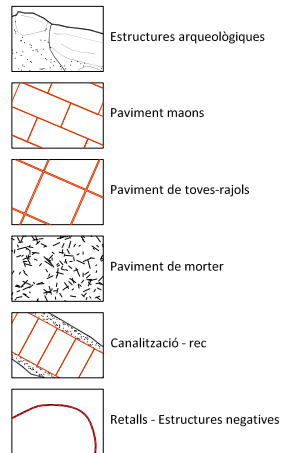 Estructures arqueològiques
Paviment maons
Paviment de toves-rajols
Paviment de morter
Canalització - rec
Retalls - Estructures negatives